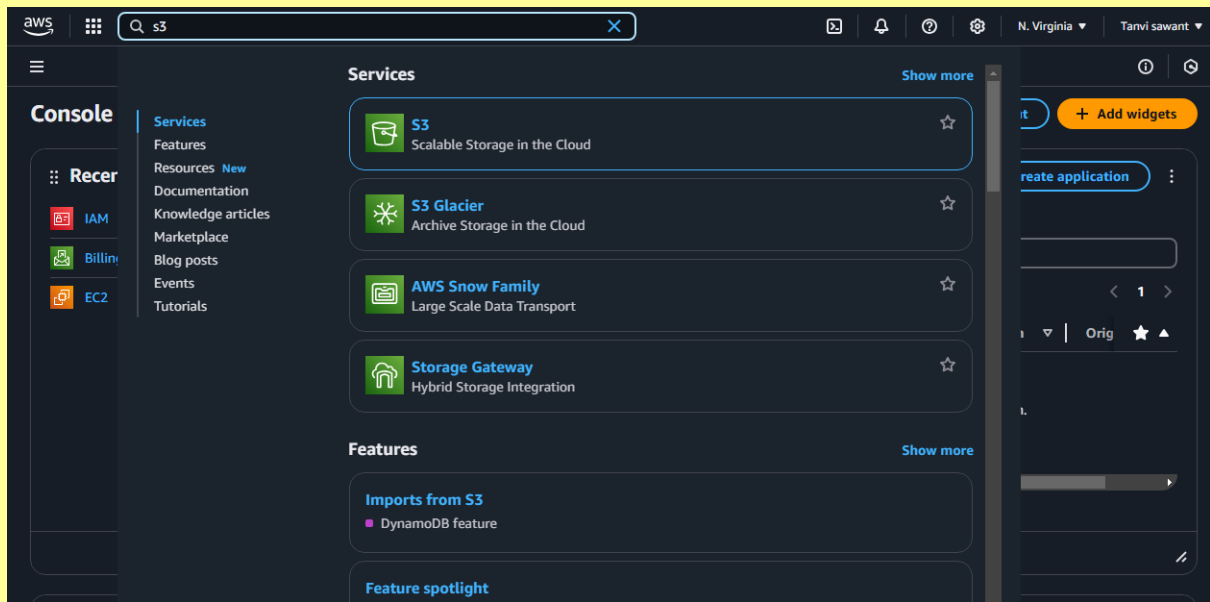 aws
s3
N. Virginia
Tanvi sawant
Console
Add widgets
Services
Features
Resources New
Documentation
Knowledge articles
Marketplace
Blog posts
Events
Tutorials
Services
Show more
S3
Scalable Storage in the Cloud
S3 Glacier
Archive Storage in the Cloud
AWS Snow Family
Large Scale Data Transport
Storage Gateway
Hybrid Storage Integration
Features
Show more
Imports from S3
DynamoDB feature
Feature spotlight
Recer
IAM
Billing
EC2
reate application
1
Orig